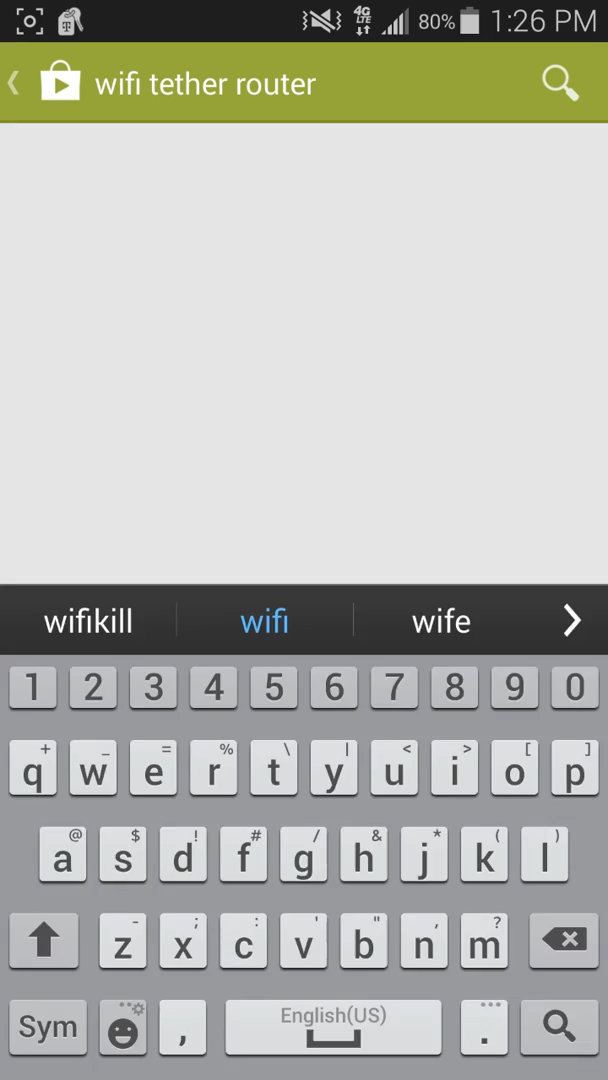 4G LTE 80% 1:26 PM
wifi tether router
wifikill wifi wife
1 2 3 4 5 6 7 8 9 0
+ _ = % \ | < > [ ]
q w e r t y u i o p
@ $ ! # / & * ( )
a s d f g h j k l
- ; : ' " , ?
z x c v b n m
Sym , English(US) .